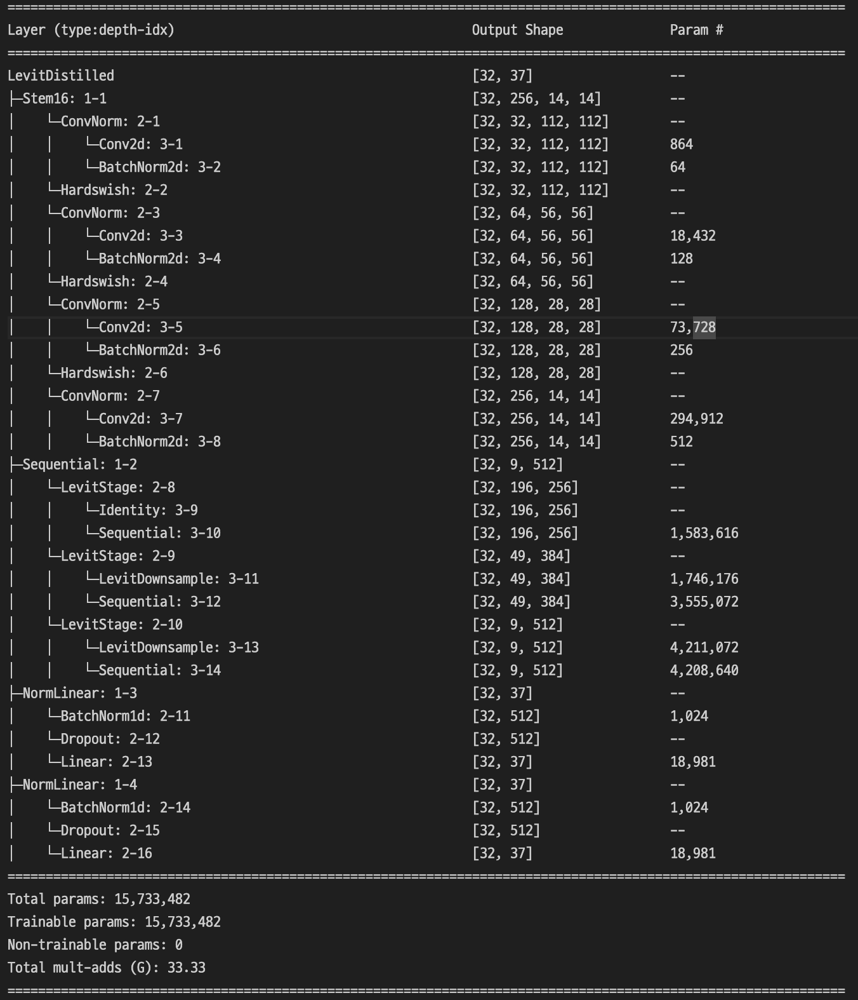 ==============================================================================================================
Layer (type:depth-idx)                                       Output Shape              Param #
==============================================================================================================
LevitDistilled                                               [32, 37]                  --
├─Stem16: 1-1                                                [32, 256, 14, 14]         --
│    └─ConvNorm: 2-1                                         [32, 32, 112, 112]        --
│    │    └─Conv2d: 3-1                                      [32, 32, 112, 112]        864
│    │    └─BatchNorm2d: 3-2                                 [32, 32, 112, 112]        64
│    └─Hardswish: 2-2                                        [32, 32, 112, 112]        --
│    └─ConvNorm: 2-3                                         [32, 64, 56, 56]          --
│    │    └─Conv2d: 3-3                                      [32, 64, 56, 56]          18,432
│    │    └─BatchNorm2d: 3-4                                 [32, 64, 56, 56]          128
│    └─Hardswish: 2-4                                        [32, 64, 56, 56]          --
│    └─ConvNorm: 2-5                                         [32, 128, 28, 28]         --
│    │    └─Conv2d: 3-5                                      [32, 128, 28, 28]         73,728
│    │    └─BatchNorm2d: 3-6                                 [32, 128, 28, 28]         256
│    └─Hardswish: 2-6                                        [32, 128, 28, 28]         --
│    └─ConvNorm: 2-7                                         [32, 256, 14, 14]         --
│    │    └─Conv2d: 3-7                                      [32, 256, 14, 14]         294,912
│    │    └─BatchNorm2d: 3-8                                 [32, 256, 14, 14]         512
├─Sequential: 1-2                                            [32, 9, 512]              --
│    └─LevitStage: 2-8                                       [32, 196, 256]            --
│    │    └─Identity: 3-9                                    [32, 196, 256]            --
│    │    └─Sequential: 3-10                                 [32, 196, 256]            1,583,616
│    └─LevitStage: 2-9                                       [32, 49, 384]             --
│    │    └─LevitDownsample: 3-11                            [32, 49, 384]             1,746,176
│    │    └─Sequential: 3-12                                 [32, 49, 384]             3,555,072
│    └─LevitStage: 2-10                                      [32, 9, 512]              --
│    │    └─LevitDownsample: 3-13                            [32, 9, 512]              4,211,072
│    │    └─Sequential: 3-14                                 [32, 9, 512]              4,208,640
├─NormLinear: 1-3                                            [32, 37]                  --
│    └─BatchNorm1d: 2-11                                     [32, 512]                 1,024
│    └─Dropout: 2-12                                         [32, 512]                 --
│    └─Linear: 2-13                                          [32, 37]                  18,981
├─NormLinear: 1-4                                            [32, 37]                  --
│    └─BatchNorm1d: 2-14                                     [32, 512]                 1,024
│    └─Dropout: 2-15                                         [32, 512]                 --
│    └─Linear: 2-16                                          [32, 37]                  18,981
==============================================================================================================
Total params: 15,733,482
Trainable params: 15,733,482
Non-trainable params: 0
Total mult-adds (G): 33.33
==============================================================================================================